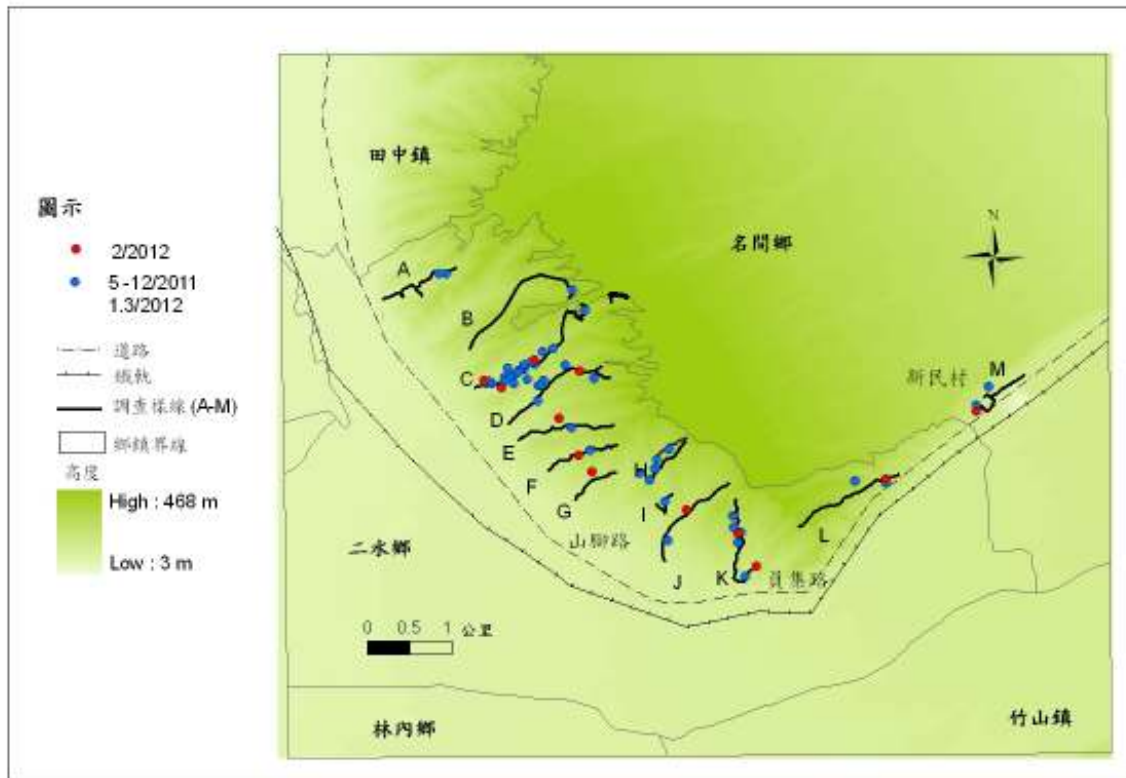 圖示
2/2012
5 -12/2011
1.3/2012
道路
鐵軌
調查樣線 (A-M)
鄉鎮界線
高度
High : 468 m
Low : 3 m
田中鎮
名間鄉
N
A
B
C
D
E
F
G
H
I
J
K
L
M
新民村
山腳路
員集路
二水鄉
0 0.5 1 公里
林內鄉
竹山鎮